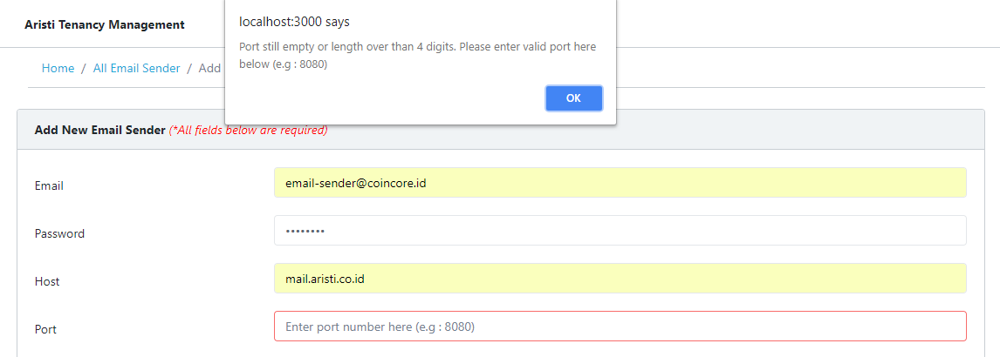 Aristi Tenancy Management
localhost:3000 says
Port still empty or length over than 4 digits. Please enter valid port here
below (e.g : 8080)
OK
Home / All Email Sender / Add
Add New Email Sender (*All fields below are required)
Email
email-sender@coincore.id
Password
••••••••
Host
mail.aristi.co.id
Port
Enter port number here (e.g : 8080)